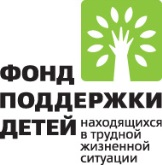 ФОНД
ПОДДЕРЖКИ
ДЕТЕЙ
НАХОДЯЩИХСЯ
В ТРУДНОЙ
ЖИЗНЕННОЙ
СИТУАЦИИ